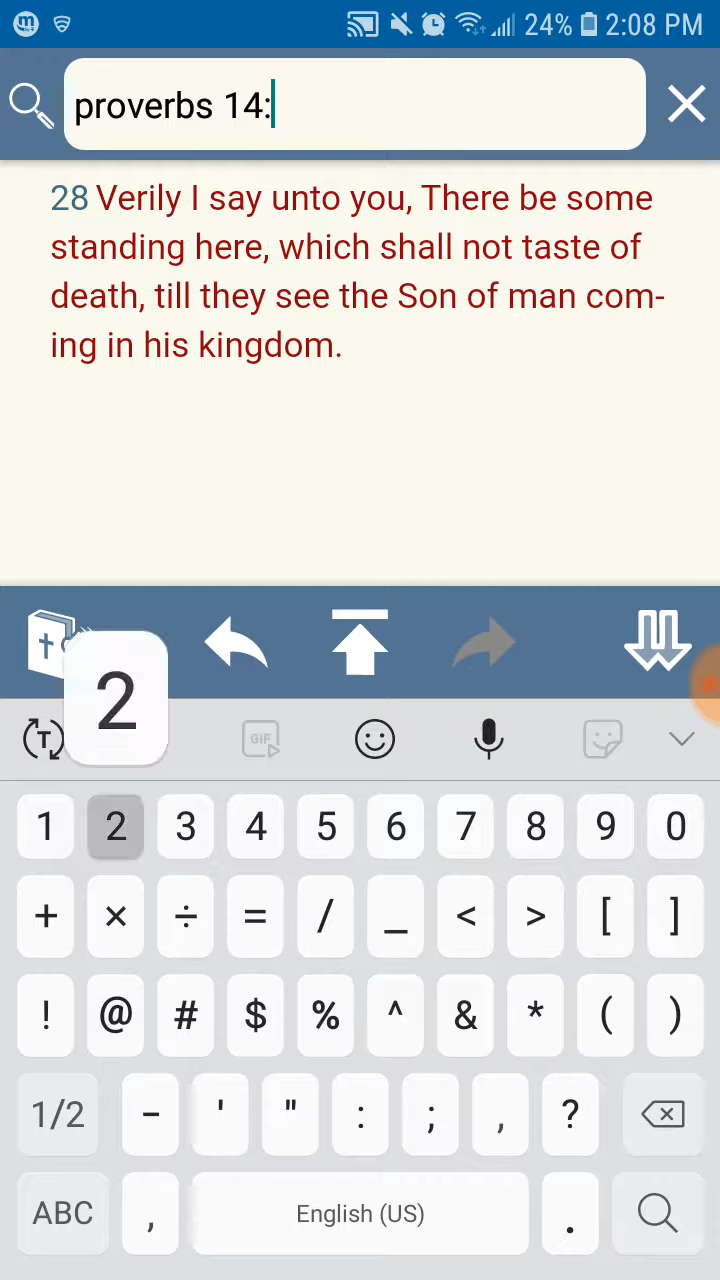 24% 2:08 PM
proverbs 14:
28 Verily I say unto you, There be some
standing here, which shall not taste of
death, till they see the Son of man com-
ing in his kingdom.
2
T GIF
1 2 3 4 5 6 7 8 9 0
+ × ÷ = / _ < > [ ]
! @ # $ % ^ & * ( )
1/2 - ' " : ; , ?
ABC , English (US) .